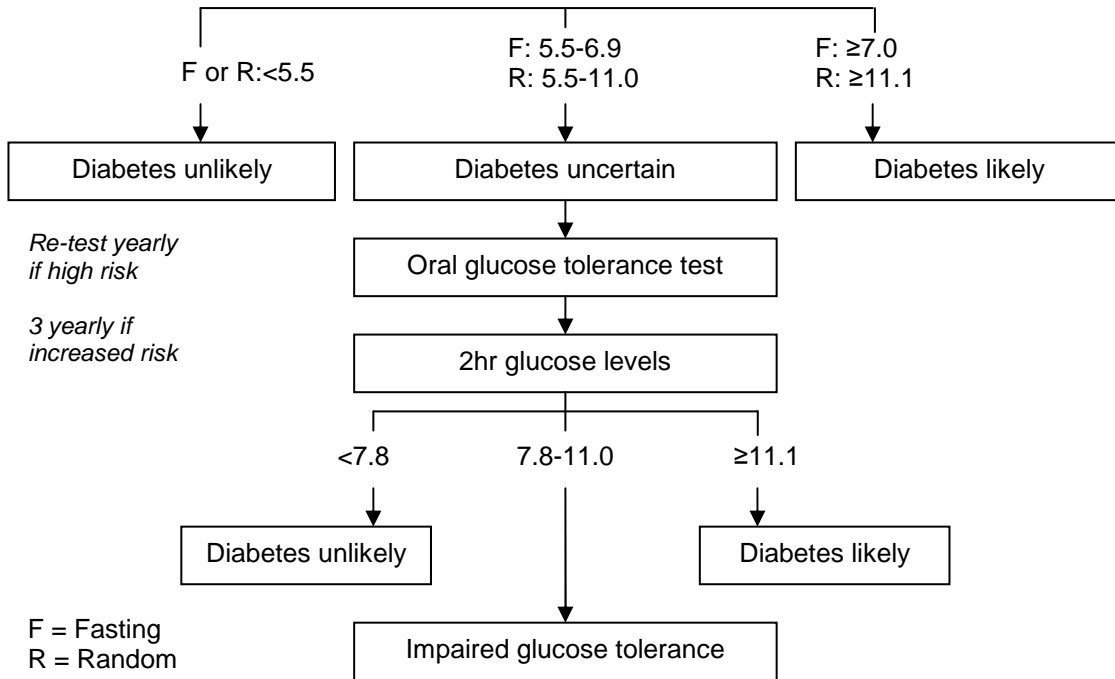 F or R:<5.5
F: 5.5-6.9
R: 5.5-11.0
F: ≥7.0
R: ≥11.1
Diabetes unlikely
Diabetes uncertain
Diabetes likely
Re-test yearly
if high risk
3 yearly if
increased risk
Oral glucose tolerance test
2hr glucose levels
<7.8
7.8-11.0
≥11.1
Diabetes unlikely
Diabetes likely
F = Fasting
R = Random
Impaired glucose tolerance